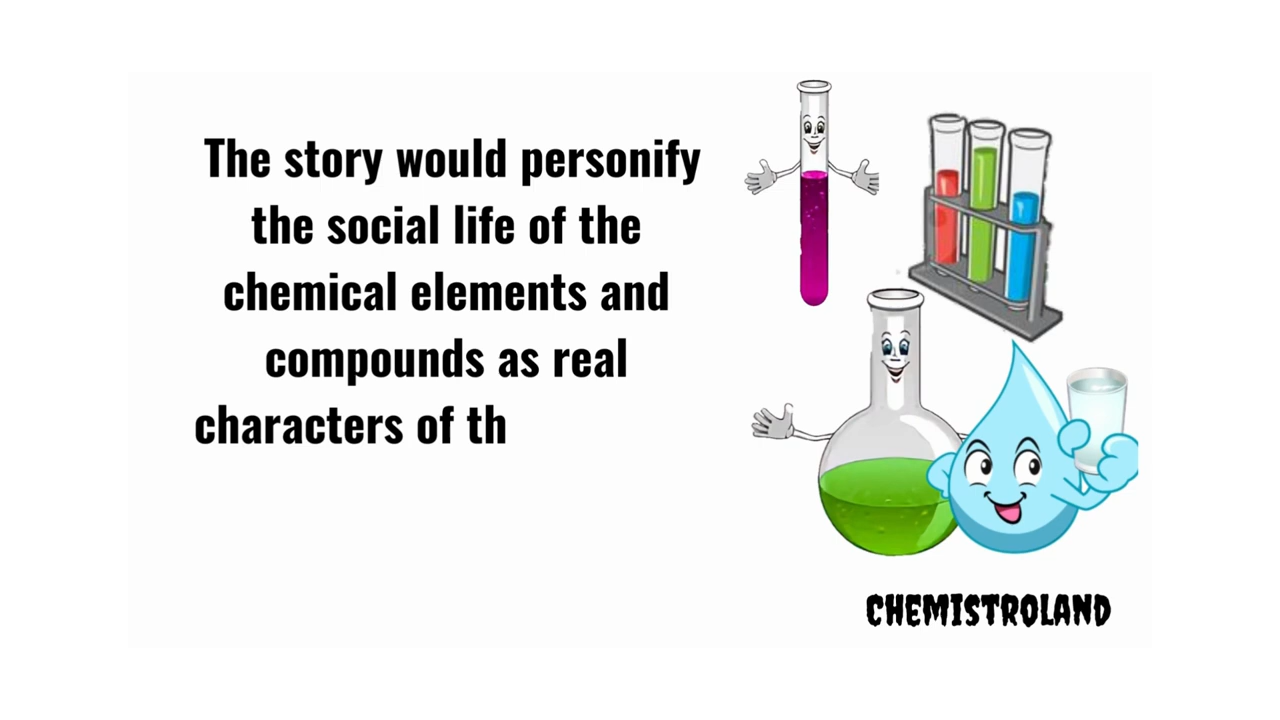 The story would personify
the social life of the
chemical elements and
compounds as real
characters of th
CHEMISTROLAND